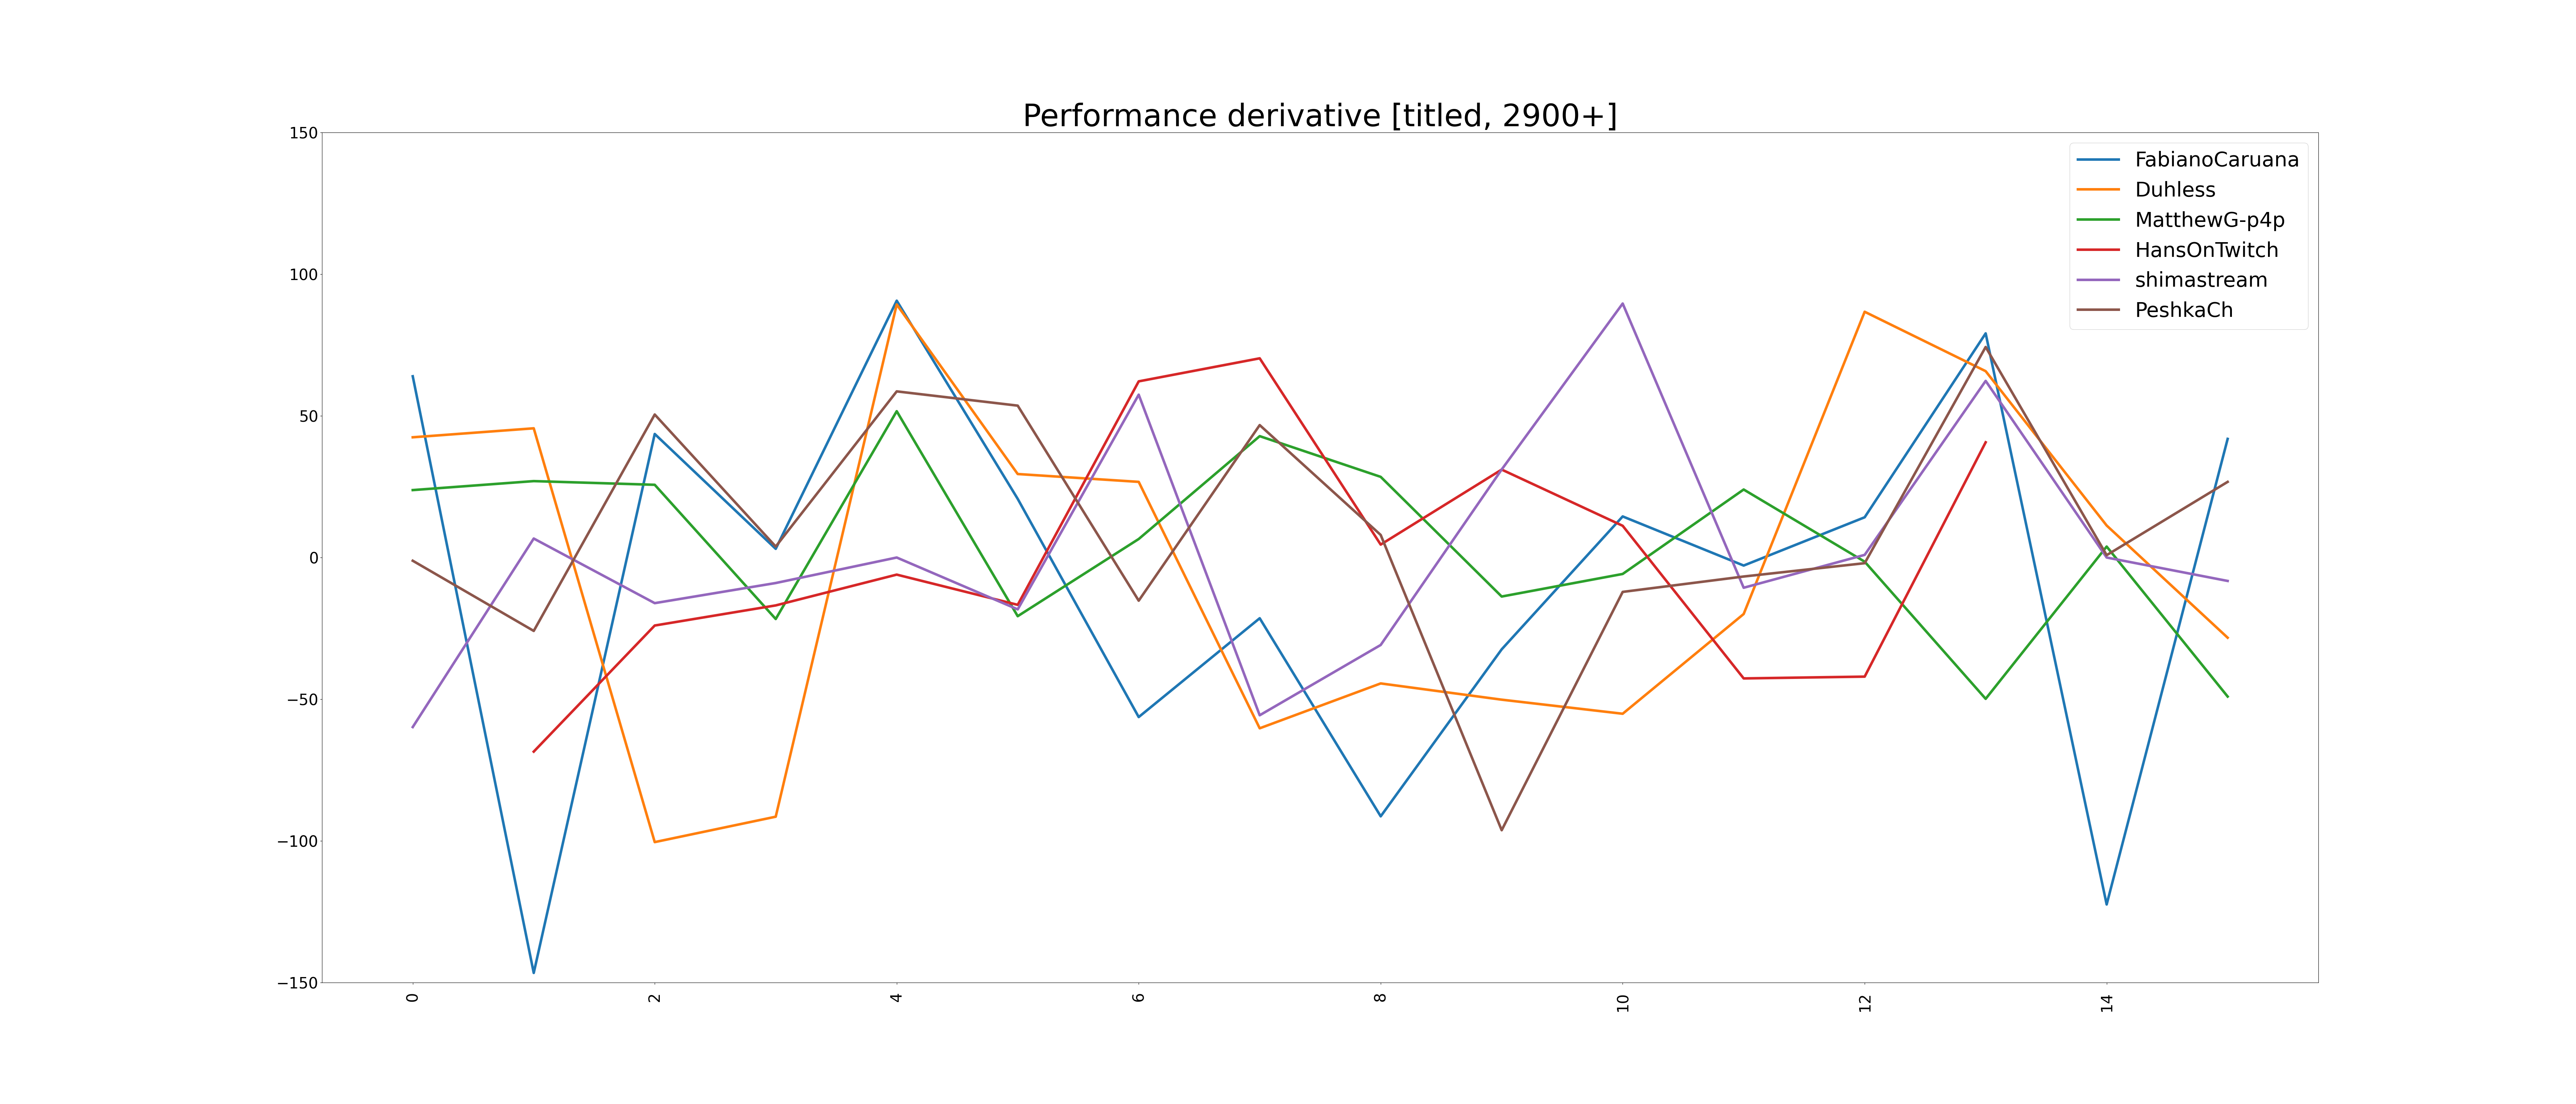 Performance derivative [titled, 2900+]
150
100
50
0
−50
−100
−150
0
2
4
6
8
10
12
14
FabianoCaruana
Duhless
MatthewG-p4p
HansOnTwitch
shimastream
PeshkaCh